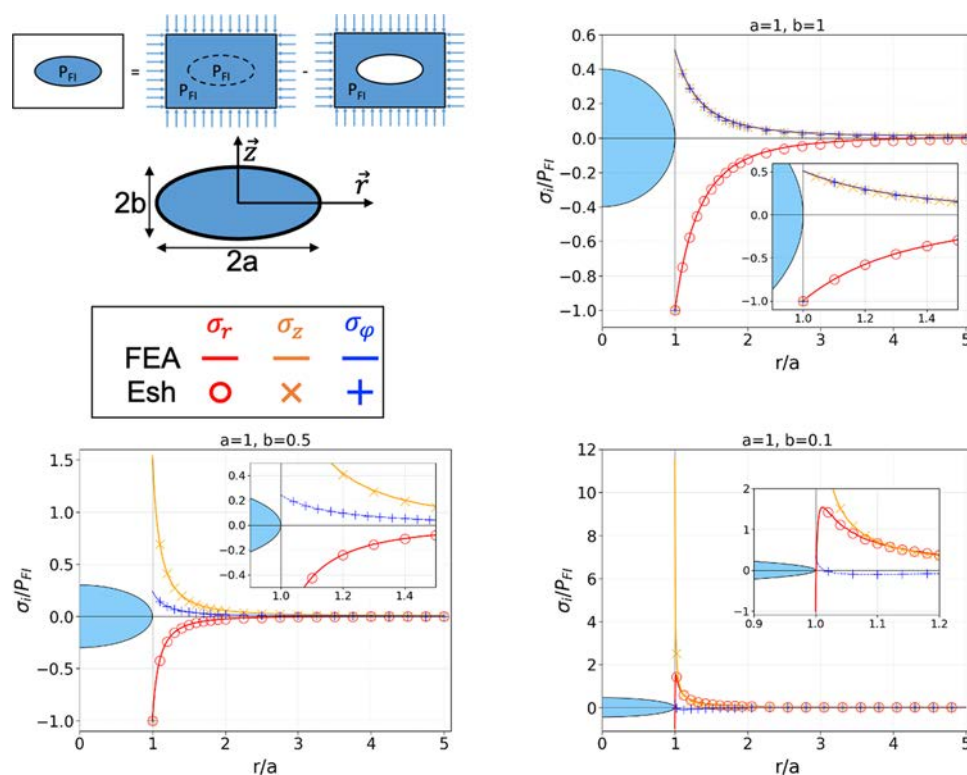 P_FI = P_FI P_FI - P_FI
z⃗
r⃗
2b
2a
σ_r σ_z σ_φ
FEA
Esh
a=1, b=1
0.6
0.4
0.2
0.0
−0.2
−0.4
−0.6
−0.8
−1.0
σ_i/P_FI
0.5
0.0
−0.5
−1.0
1.0 1.2 1.4
0 1 2 3 4 5
r/a
a=1, b=0.5
1.5
1.0
0.5
0.0
−0.5
−1.0
σ_i/P_FI
0.4
0.2
0.0
−0.2
−0.4
1.0 1.2 1.4
0 1 2 3 4 5
r/a
a=1, b=0.1
12
10
8
6
4
2
0
σ_i/P_FI
2
1
0
−1
0.9 1.0 1.1 1.2
0 1 2 3 4 5
r/a